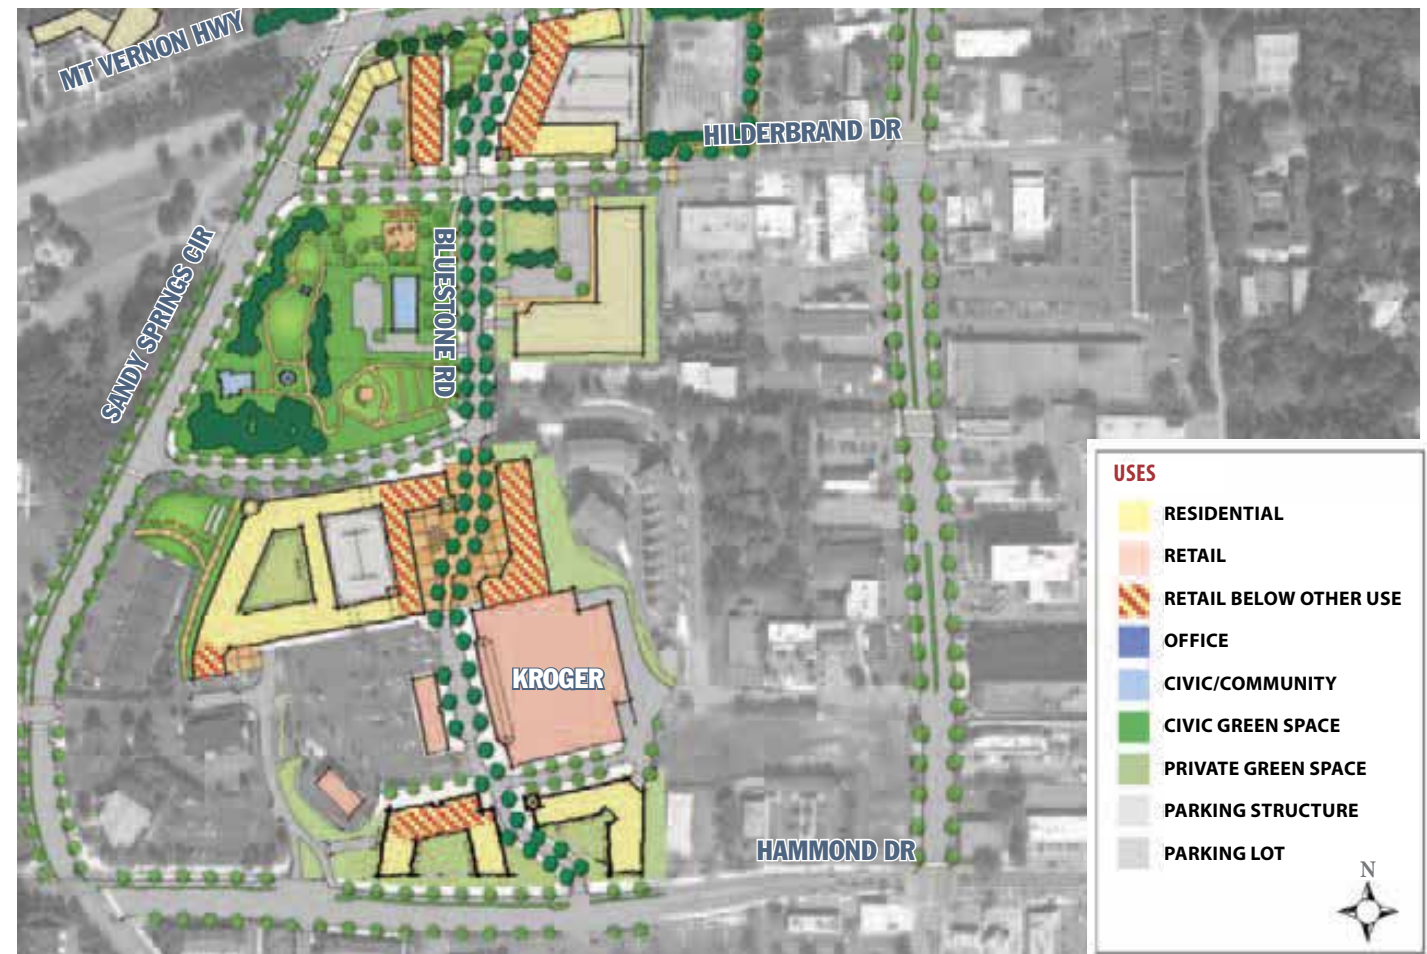 MT VERNON HWY
HILDERBRAND DR
SANDY SPRINGS CIR
BLUESTONE RD
KROGER
HAMMOND DR
USES
RESIDENTIAL
RETAIL
RETAIL BELOW OTHER USE
OFFICE
CIVIC/COMMUNITY
CIVIC GREEN SPACE
PRIVATE GREEN SPACE
PARKING STRUCTURE
PARKING LOT
N